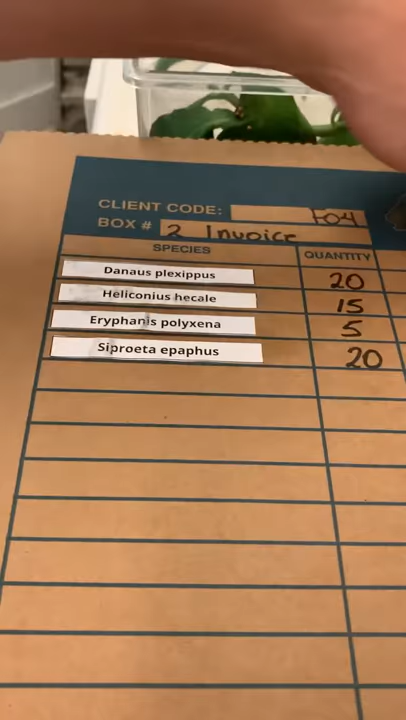 CLIENT CODE: F04
BOX # 2 Invoice
SPECIES QUANTITY
Danaus plexippus 20
Heliconius hecale 15
Eryphanis polyxena 5
Siproeta epaphus 20